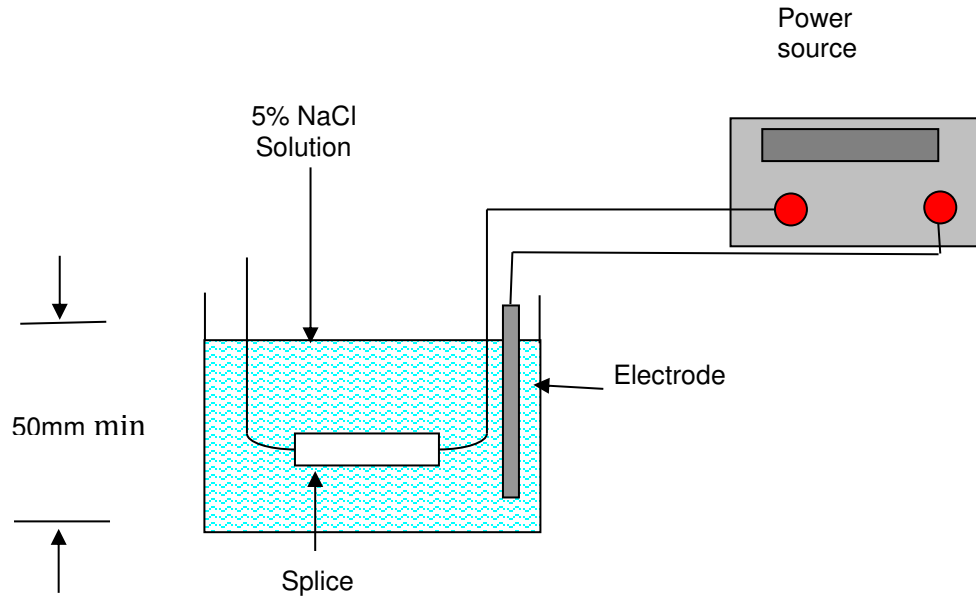 Power
source
5% NaCl
Solution
Electrode
50mm min
Splice